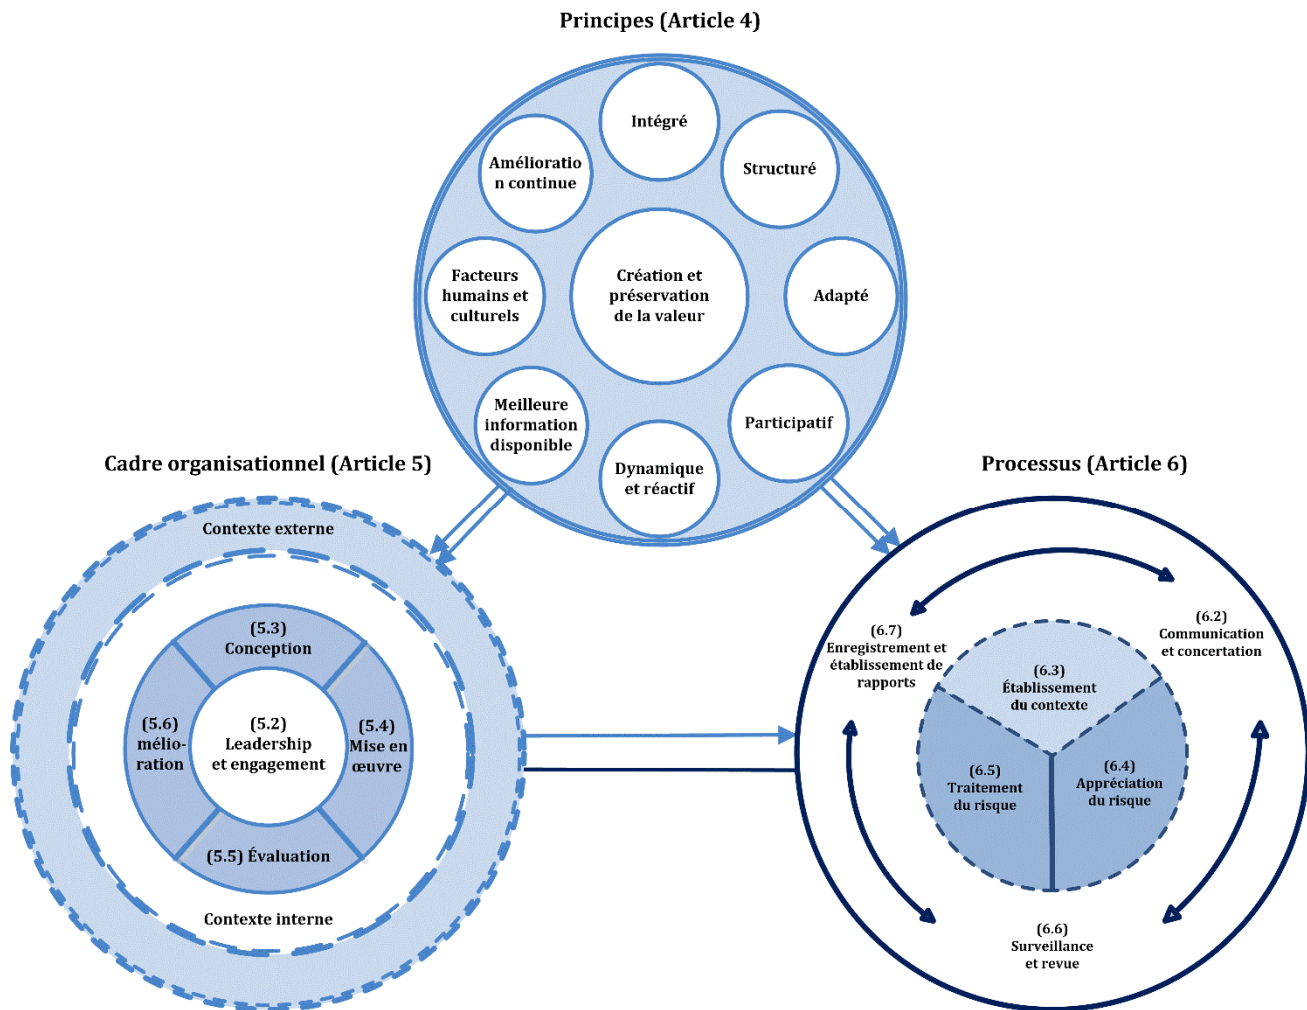 Principes (Article 4)
Intégré
Structuré
Adapté
Participatif
Dynamique
et réactif
Meilleure
information
disponible
Facteurs
humains et
culturels
Amélioratio
n continue
Création et
préservation
de la valeur
Cadre organisationnel (Article 5)
Contexte externe
(5.3)
Conception
(5.6)
mélio-
ration
(5.2)
Leadership
et engagement
(5.4)
Mise en
œuvre
(5.5) Évaluation
Contexte interne
Processus (Article 6)
(6.7)
Enregistrement et
établissement de
rapports
(6.2)
Communication
et concertation
(6.3)
Établissement
du contexte
(6.5)
Traitement
du risque
(6.4)
Appréciation
du risque
(6.6)
Surveillance
et revue